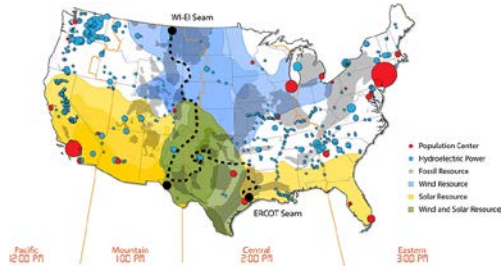 WI-EI Seam
Population Center
Hydroelectric Power
Fossil Resource
Wind Resource
Solar Resource
Wind and Solar Resource
ERCOT Seam
Pacific
12:00 PM
Mountain
1:00 PM
Central
2:00 PM
Eastern
3:00 PM